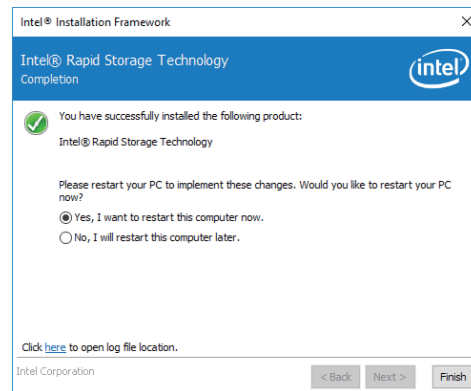 Intel® Installation Framework
Intel® Rapid Storage Technology
Completion
intel
You have successfully installed the following product:
Intel® Rapid Storage Technology
Please restart your PC to implement these changes. Would you like to restart your PC
now?
Yes, I want to restart this computer now.
No, I will restart this computer later.
Click here to open log file location.
Intel Corporation
< Back
Next >
Finish